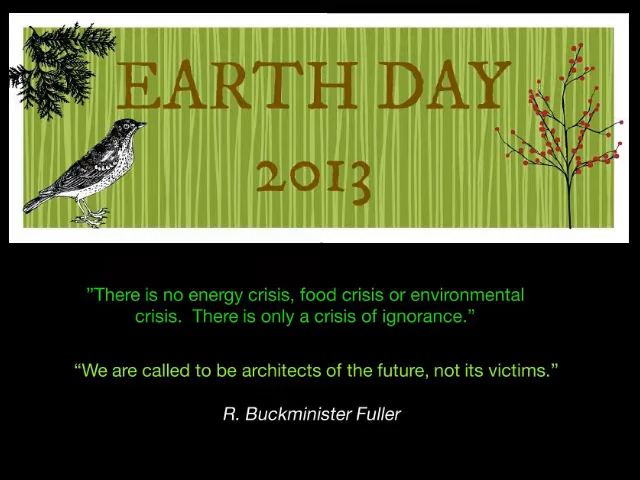 EARTH DAY
2013
”There is no energy crisis, food crisis or environmental
crisis.  There is only a crisis of ignorance.”
“We are called to be architects of the future, not its victims.”
R. Buckminister Fuller